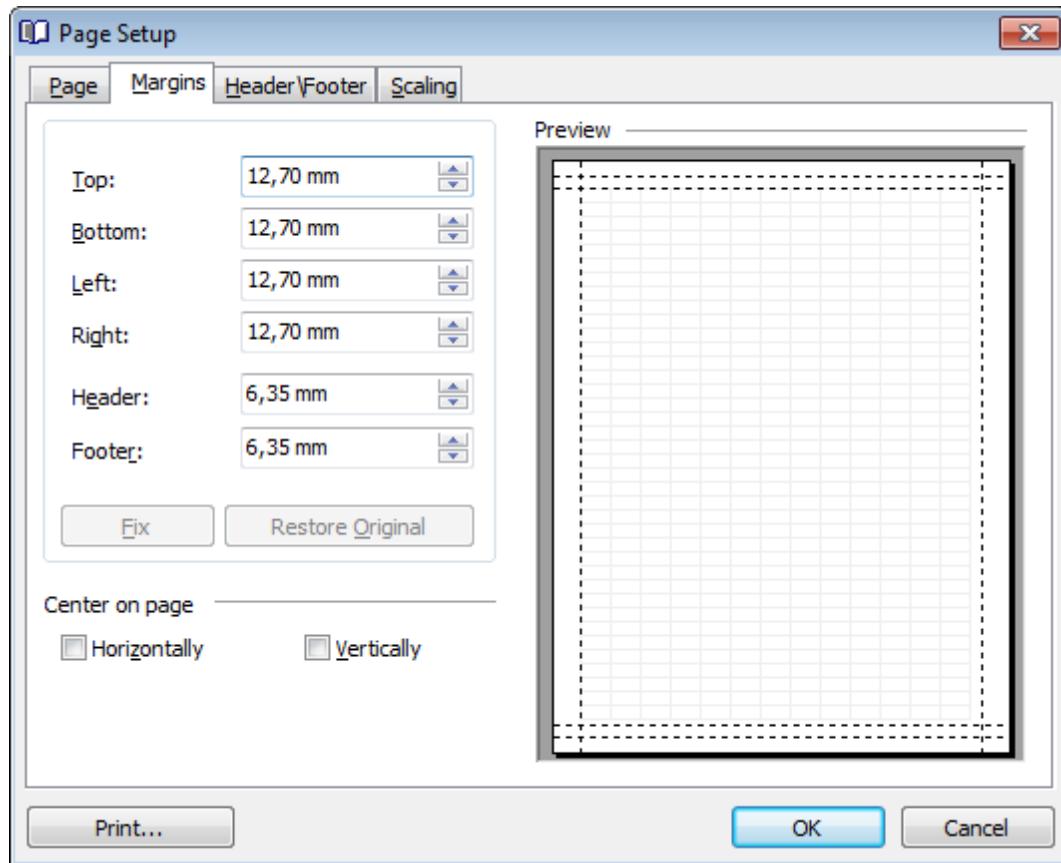 Page Setup
Page Margins Header\Footer Scaling
Top: 12,70 mm
Bottom: 12,70 mm
Left: 12,70 mm
Right: 12,70 mm
Header: 6,35 mm
Footer: 6,35 mm
Fix Restore Original
Center on page
Horizontally Vertically
Preview
Print... OK Cancel